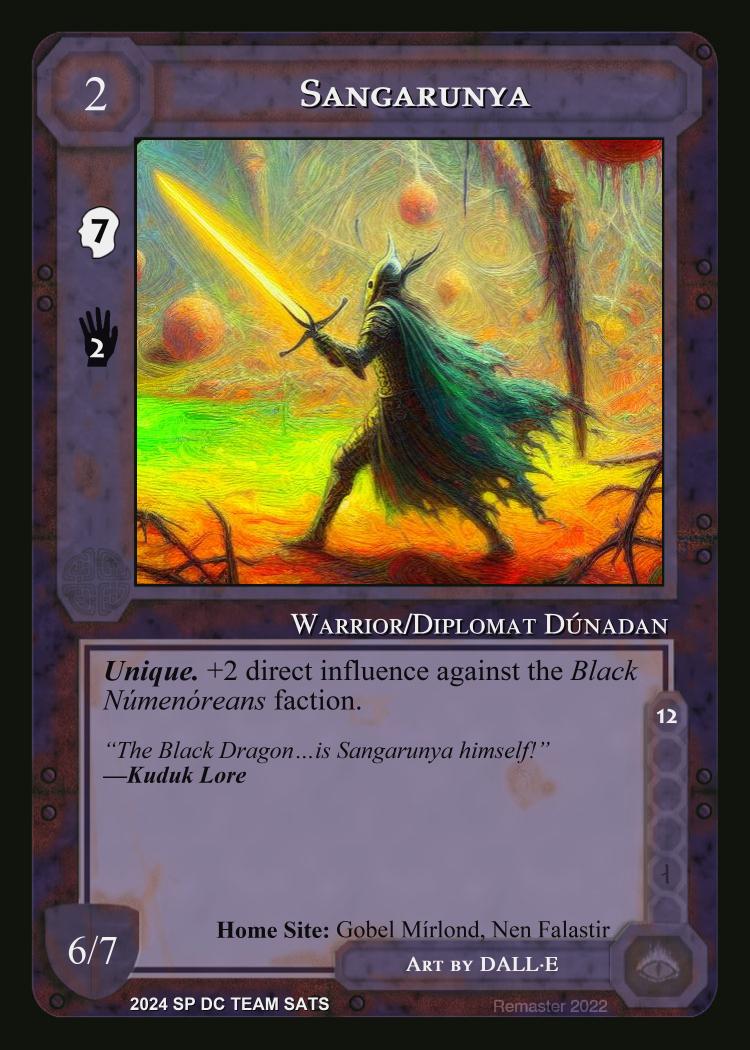 2
Sangarunya
7
2
Warrior/Diplomat Dúnadan
Unique. +2 direct influence against the Black
Númenóreans faction.
12
“The Black Dragon...is Sangarunya himself!”
—Kuduk Lore
Home Site: Gobel Mírlond, Nen Falastir
6/7
Art by DALL·E
2024 SP DC TEAM SATS
Remaster 2022